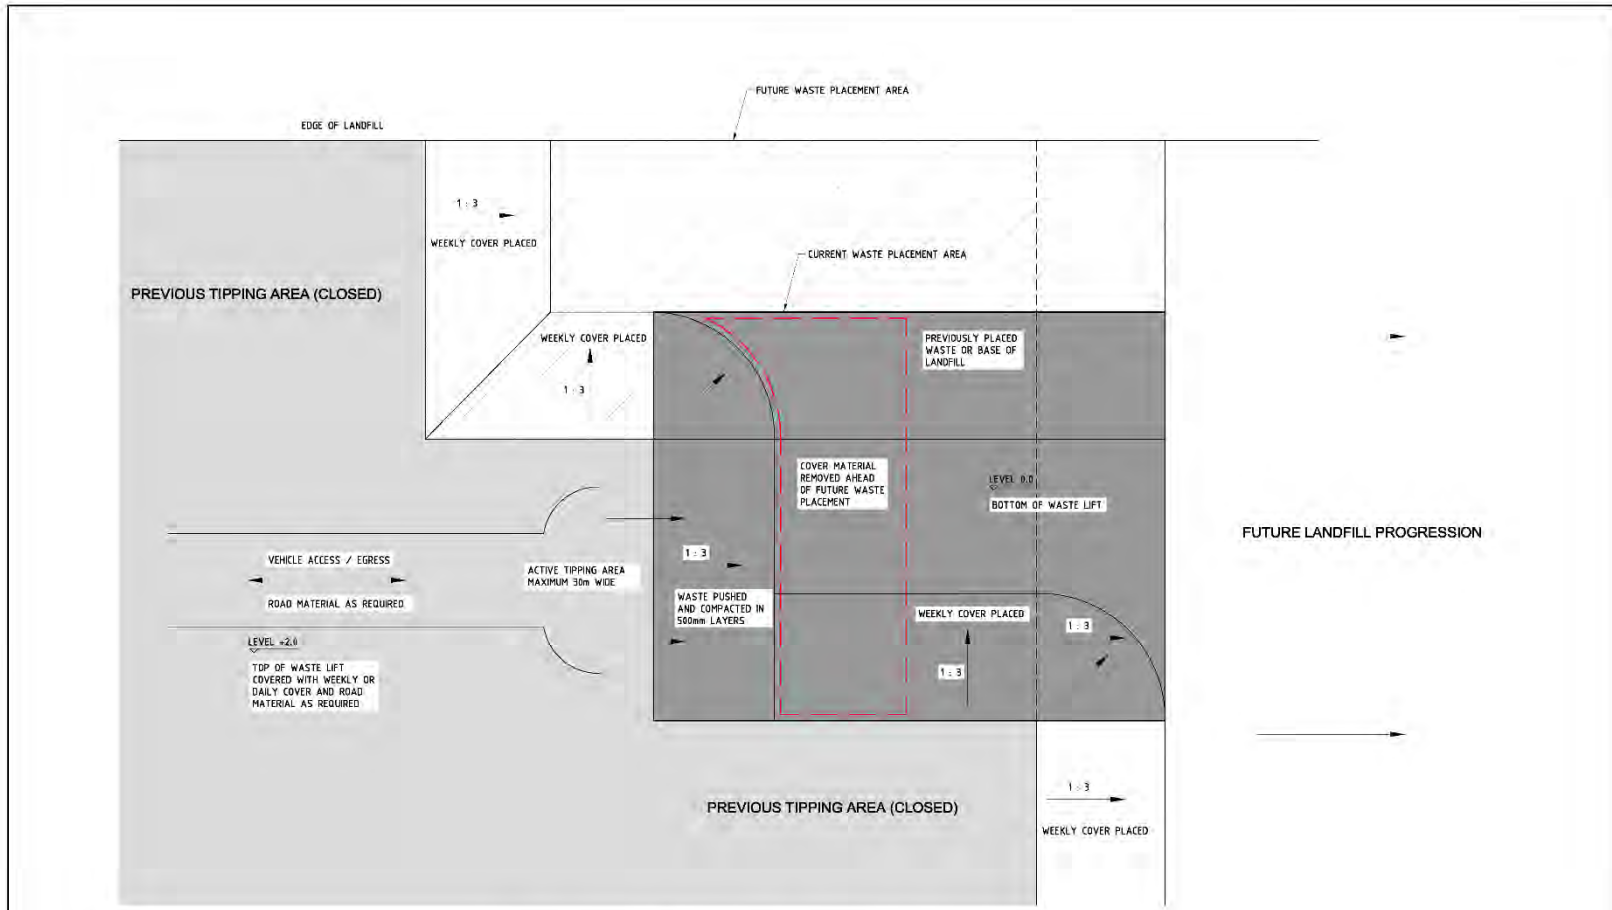 FUTURE WASTE PLACEMENT AREA
EDGE OF LANDFILL
1 : 3
WEEKLY COVER PLACED
CURRENT WASTE PLACEMENT AREA
PREVIOUS TIPPING AREA (CLOSED)
WEEKLY COVER PLACED
1 : 3
PREVIOUSLY PLACED
WASTE OR BASE OF
LANDFILL
COVER MATERIAL
REMOVED AHEAD
OF FUTURE WASTE
PLACEMENT
LEVEL 0.0
BOTTOM OF WASTE LIFT
FUTURE LANDFILL PROGRESSION
VEHICLE ACCESS / EGRESS
ROAD MATERIAL AS REQUIRED
ACTIVE TIPPING AREA
MAXIMUM 30m WIDE
1 : 3
WASTE PUSHED
AND COMPACTED IN
500mm LAYERS
WEEKLY COVER PLACED
1 : 3
1 : 3
LEVEL +2.0
TOP OF WASTE LIFT
COVERED WITH WEEKLY OR
DAILY COVER AND ROAD
MATERIAL AS REQUIRED
PREVIOUS TIPPING AREA (CLOSED)
1 : 3
WEEKLY COVER PLACED